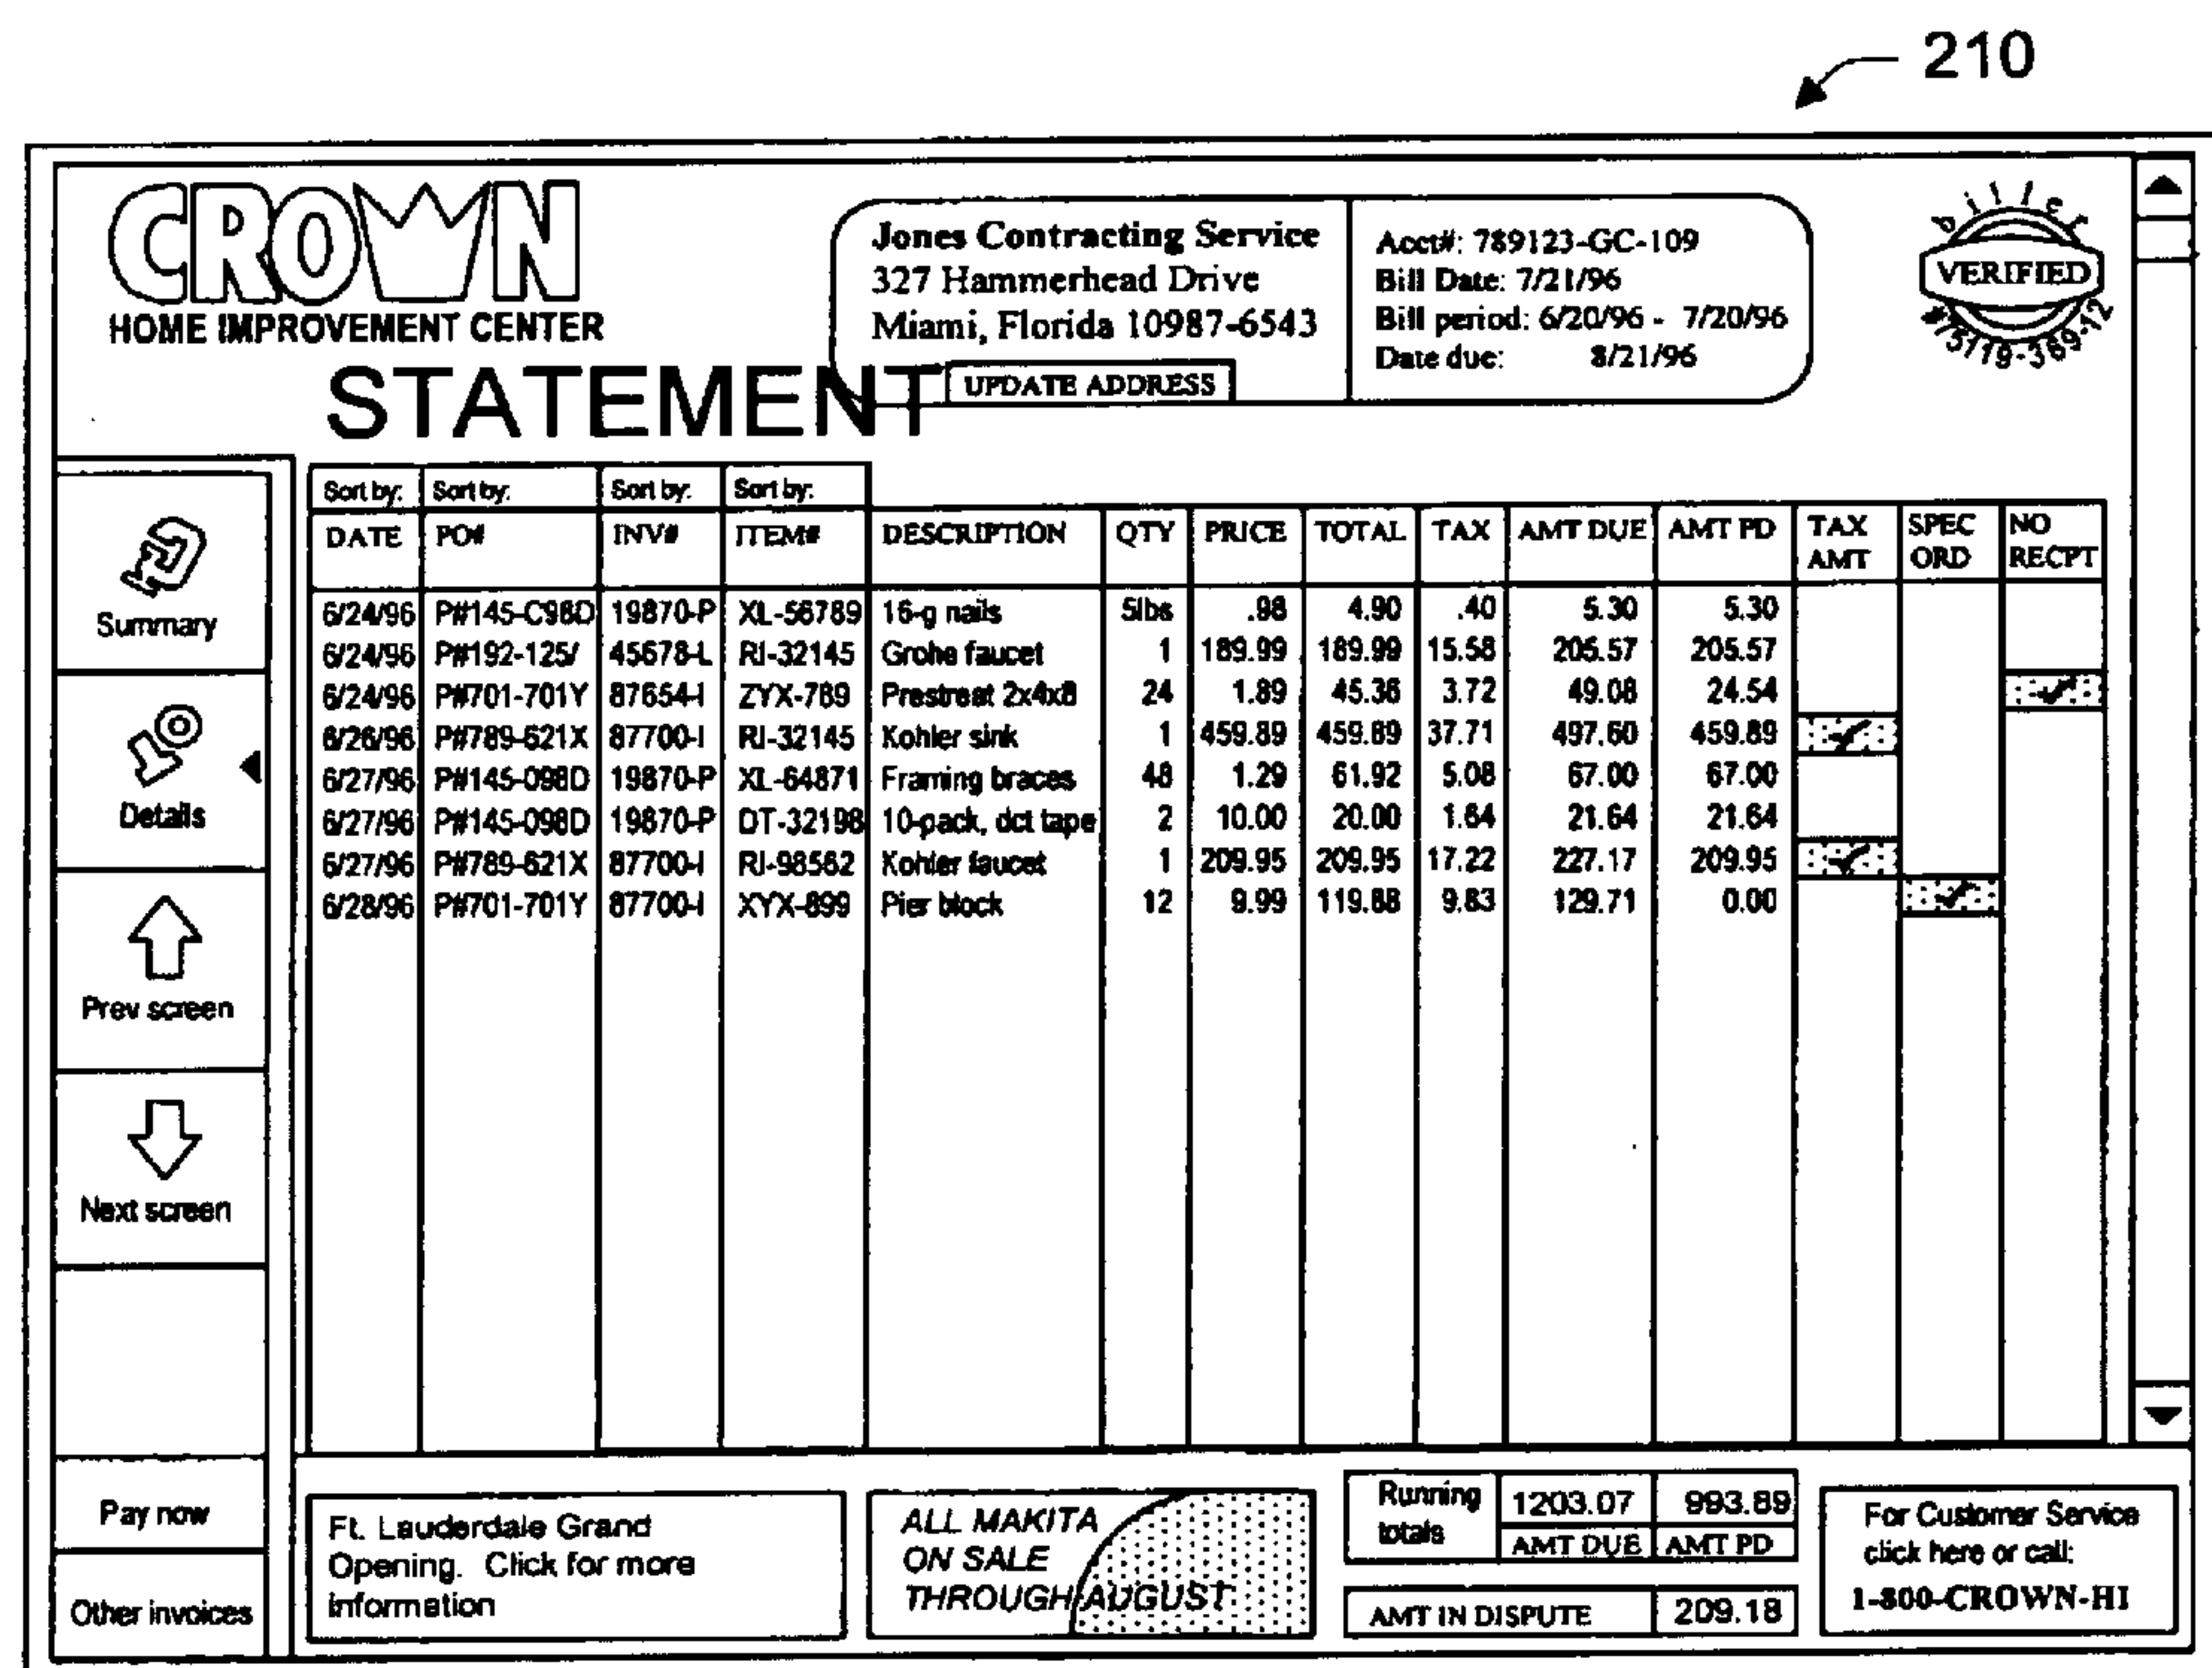 210
CROWN
HOME IMPROVEMENT CENTER
STATEMENT
Jones Contracting Service
327 Hammerhead Drive
Miami, Florida 10987-6543
UPDATE ADDRESS
Acct#: 789123-GC-109
Bill Date: 7/21/96
Bill period: 6/20/96 - 7/20/96
Date due: 8/21/96
biller
VERIFIED
#75119-369-12
Summary
Details
Prev screen
Next screen
Pay now
Other invoices
Sort by: Sort by: Sort by: Sort by:
DATE PO# INV# ITEM# DESCRIPTION QTY PRICE TOTAL TAX AMT DUE AMT PD TAX AMT SPEC ORD NO RECPT
6/24/96 P#145-C98D 19870-P XL-56789 16-g nails 5lbs .98 4.90 .40 5.30 5.30
6/24/96 P#192-125/ 45678-L RI-32145 Grohe faucet 1 189.99 189.99 15.58 205.57 205.57
6/24/96 P#701-701Y 87654-I ZYX-789 Prestreat 2x4x8 24 1.89 45.36 3.72 49.08 24.54
6/26/96 P#789-621X 87700-I RI-32145 Kohler sink 1 459.89 459.89 37.71 497.60 459.89
6/27/96 P#145-098D 19870-P XL-64871 Framing braces 48 1.29 61.92 5.08 67.00 67.00
6/27/96 P#145-098D 19870-P DT-32198 10-pack, dct tape 2 10.00 20.00 1.64 21.64 21.64
6/27/96 P#789-621X 87700-I RI-98562 Kohler faucet 1 209.95 209.95 17.22 227.17 209.95
6/28/96 P#701-701Y 87700-I XYX-899 Pier block 12 9.99 119.88 9.83 129.71 0.00
Ft. Lauderdale Grand
Opening. Click for more
information
ALL MAKITA
ON SALE
THROUGH AUGUST
Running totals 1203.07 993.89
AMT DUE AMT PD
AMT IN DISPUTE 209.18
For Customer Service
click here or call:
1-800-CROWN-HI